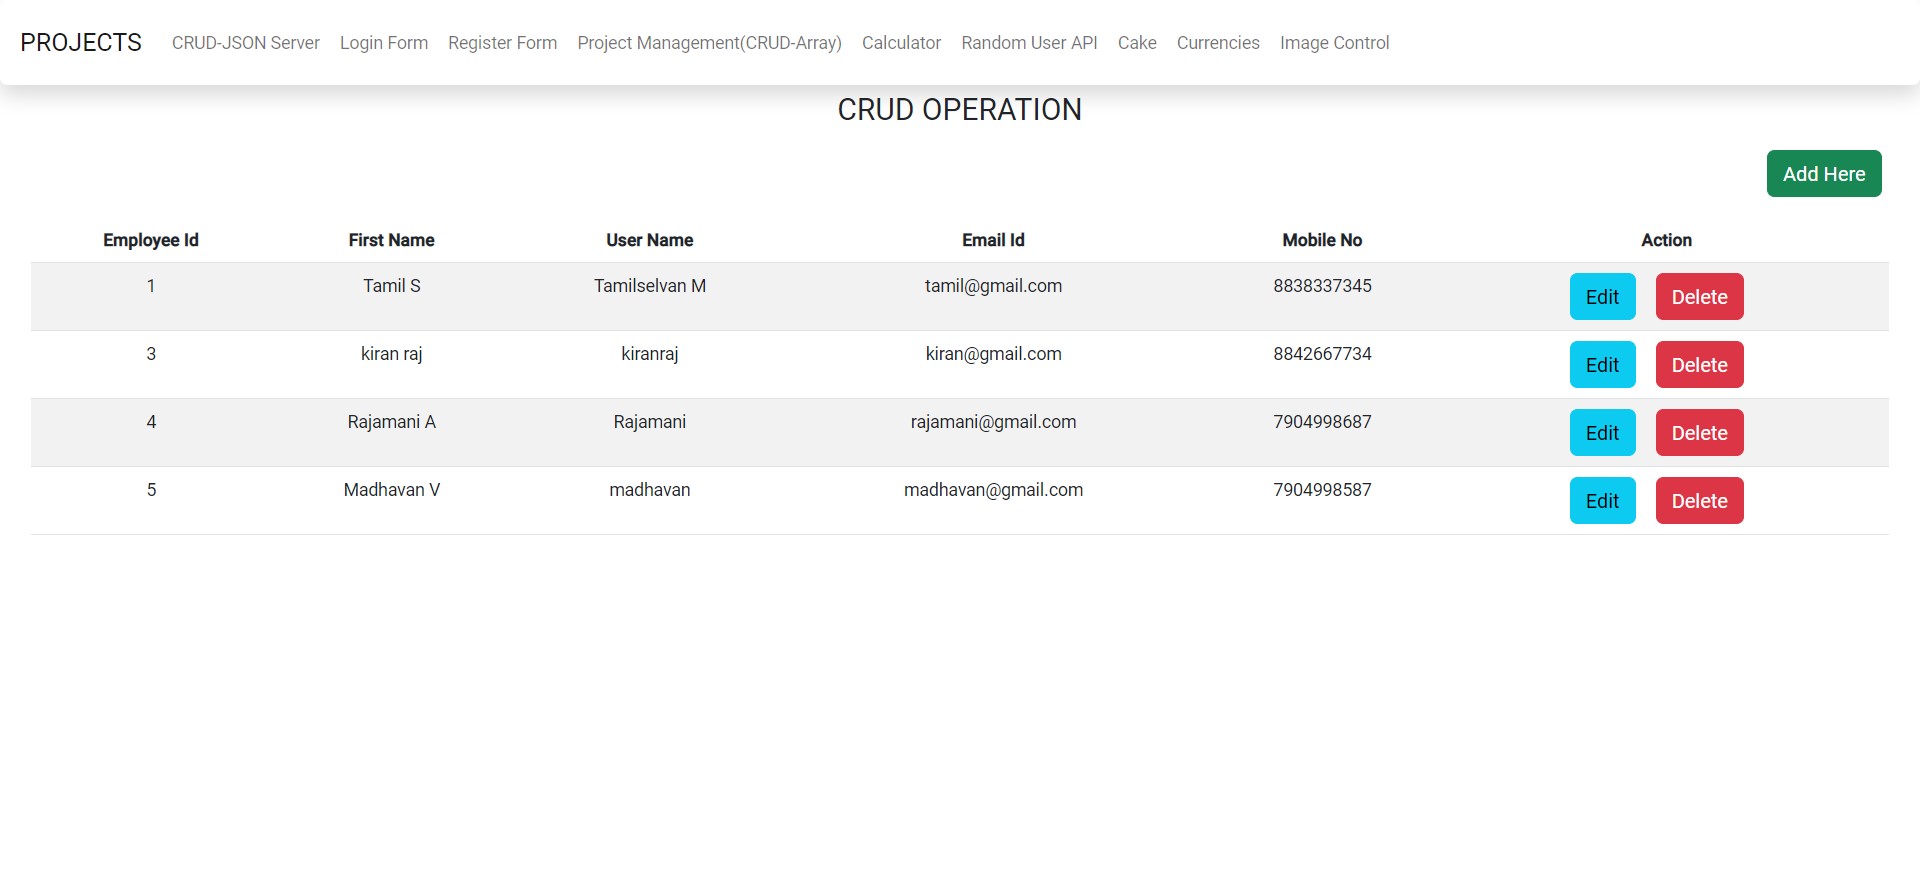 PROJECTS CRUD-JSON Server Login Form Register Form Project Management(CRUD-Array) Calculator Random User API Cake Currencies Image Control
CRUD OPERATION
Add Here
Employee Id First Name User Name Email Id Mobile No Action
1 Tamil S Tamilselvan M tamil@gmail.com 8838337345 Edit Delete
3 kiran raj kiranraj kiran@gmail.com 8842667734 Edit Delete
4 Rajamani A Rajamani rajamani@gmail.com 7904998687 Edit Delete
5 Madhavan V madhavan madhavan@gmail.com 7904998587 Edit Delete